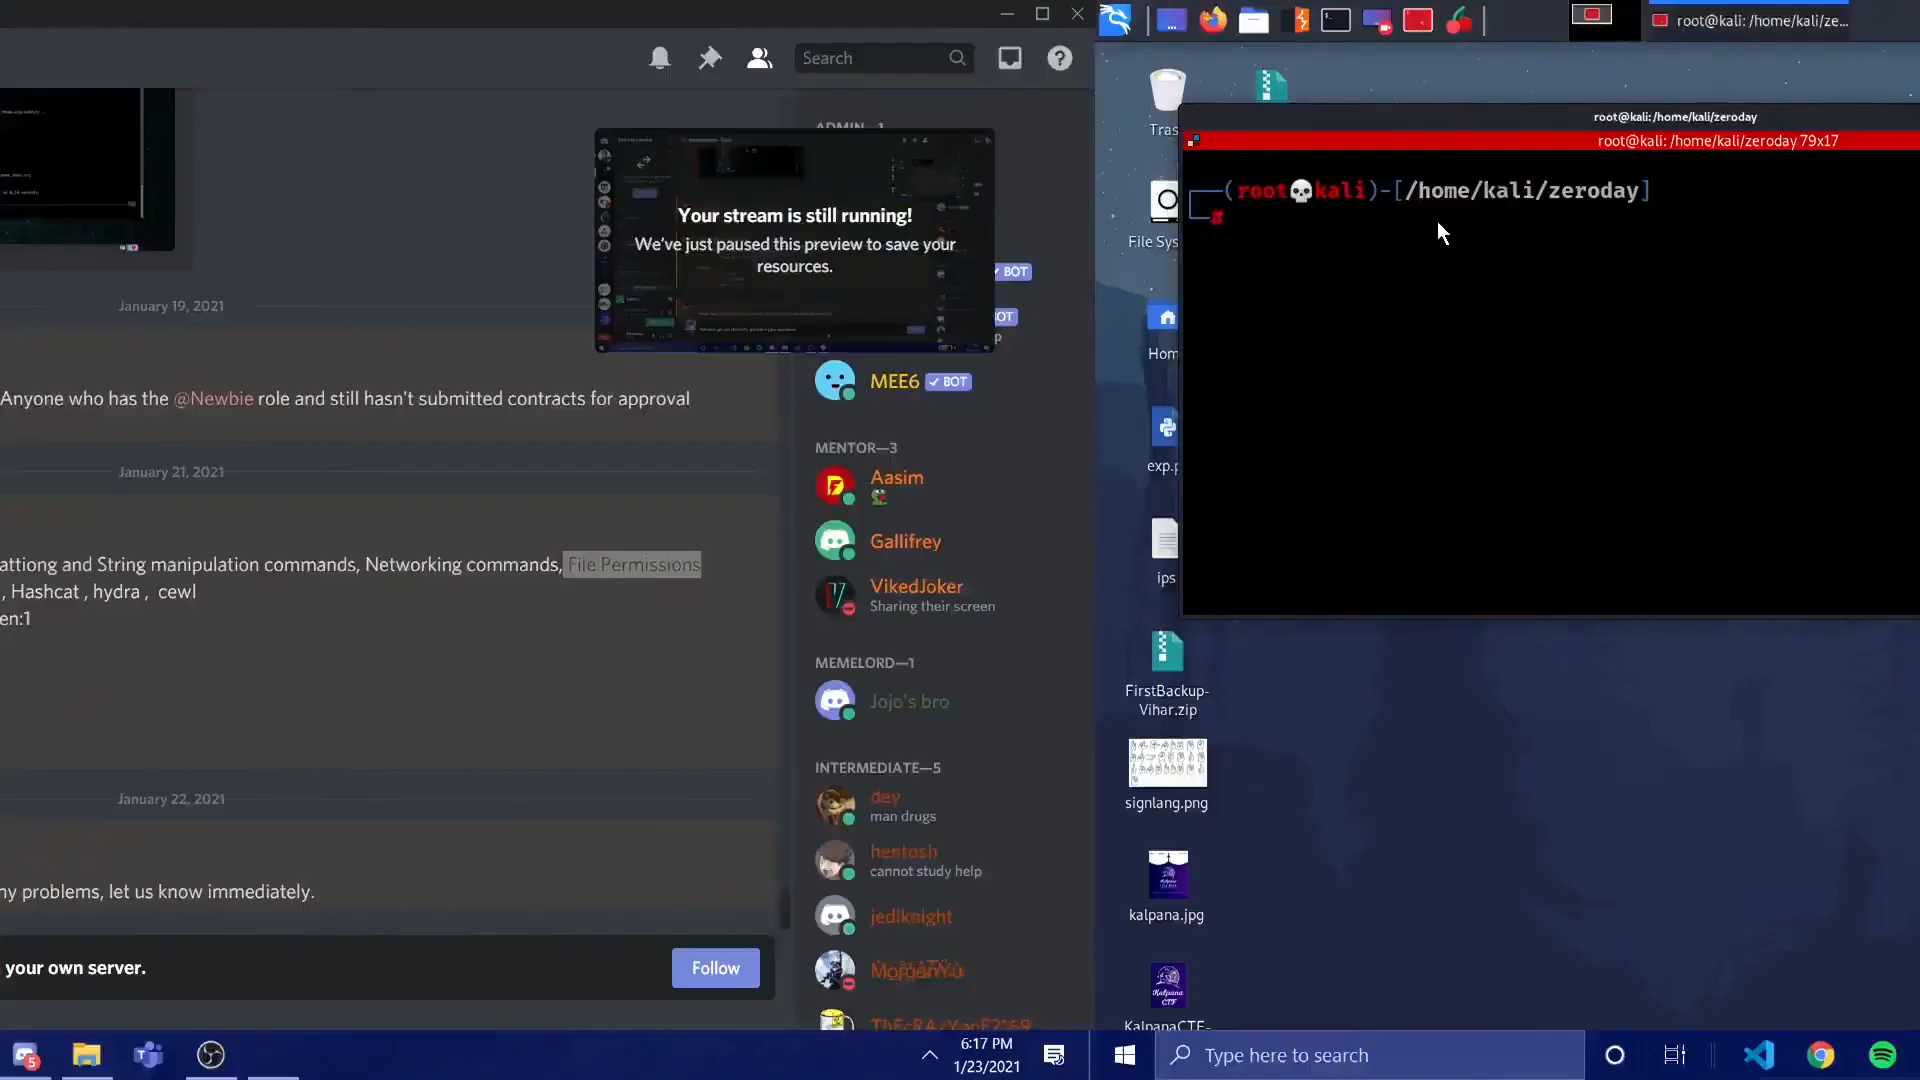 Search
ADMIN—1
Your stream is still running!
We've just paused this preview to save your
resources.
BOT
January 19, 2021
MEE6 BOT
Anyone who has the @Newbie role and still hasn't submitted contracts for approval
MENTOR—3
January 21, 2021
Aasim
Gallifrey
attiong and String manipulation commands, Networking commands, File Permissions
, Hashcat , hydra , cewl
en:1
VikedJoker
Sharing their screen
MEMELORD—1
Jojo's bro
INTERMEDIATE—5
January 22, 2021
dey
man drugs
hentosh
cannot study help
ny problems, let us know immediately.
jedlknight
MorganYu
your own server.
Follow
5
6:17 PM
1/23/2021
root@kali: /home/kali/ze...
root@kali: /home/kali/zeroday
root@kali: /home/kali/zeroday 79x17
(root kali)-[/home/kali/zeroday]
#
Tras
File Sys
Hom
exp.p
ips
FirstBackup-
Vihar.zip
signlang.png
kalpana.jpg
Kalpana
CTF
KalpanaCTF-
Type here to search